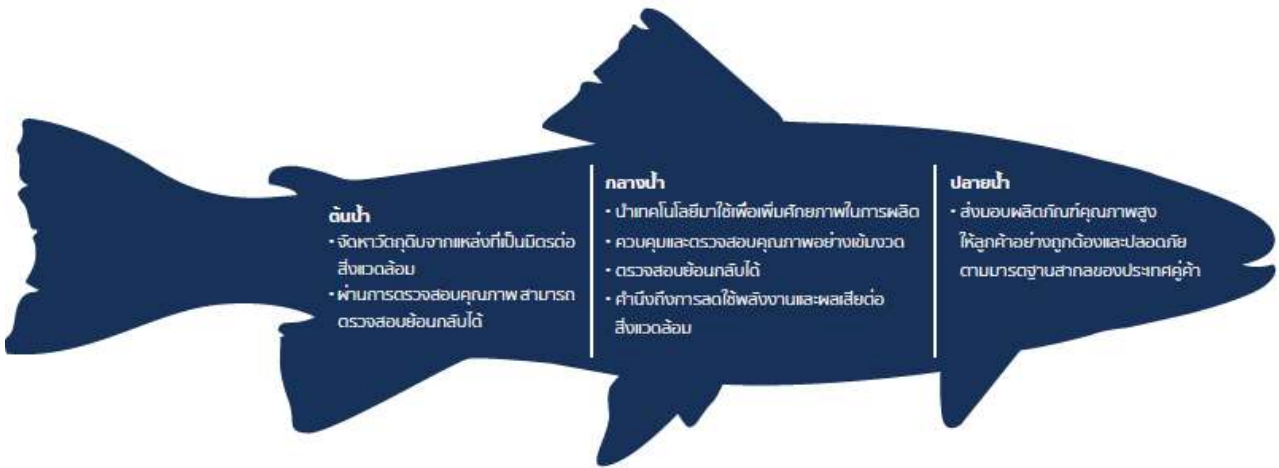 ต้นน้ำ
• จัดหาวัตถุดิบจากแหล่งที่เป็นมิตรต่อ
สิ่งแวดล้อม
• ผ่านการตรวจสอบคุณภาพ สามารถ
ตรวจสอบย้อนกลับได้
กลางน้ำ
• นำเทคโนโลยีมาใช้เพื่อเพิ่มศักยภาพในการผลิต
• ควบคุมและตรวจสอบคุณภาพอย่างเข้มงวด
• ตรวจสอบย้อนกลับได้
• คำนึงถึงการลดใช้พลังงานและผลเสียต่อ
สิ่งแวดล้อม
ปลายน้ำ
• ส่งมอบผลิตภัณฑ์คุณภาพสูง
ให้ลูกค้าอย่างถูกต้องและปลอดภัย
ตามมารตฐานสากลของประเทศคู่ค้า